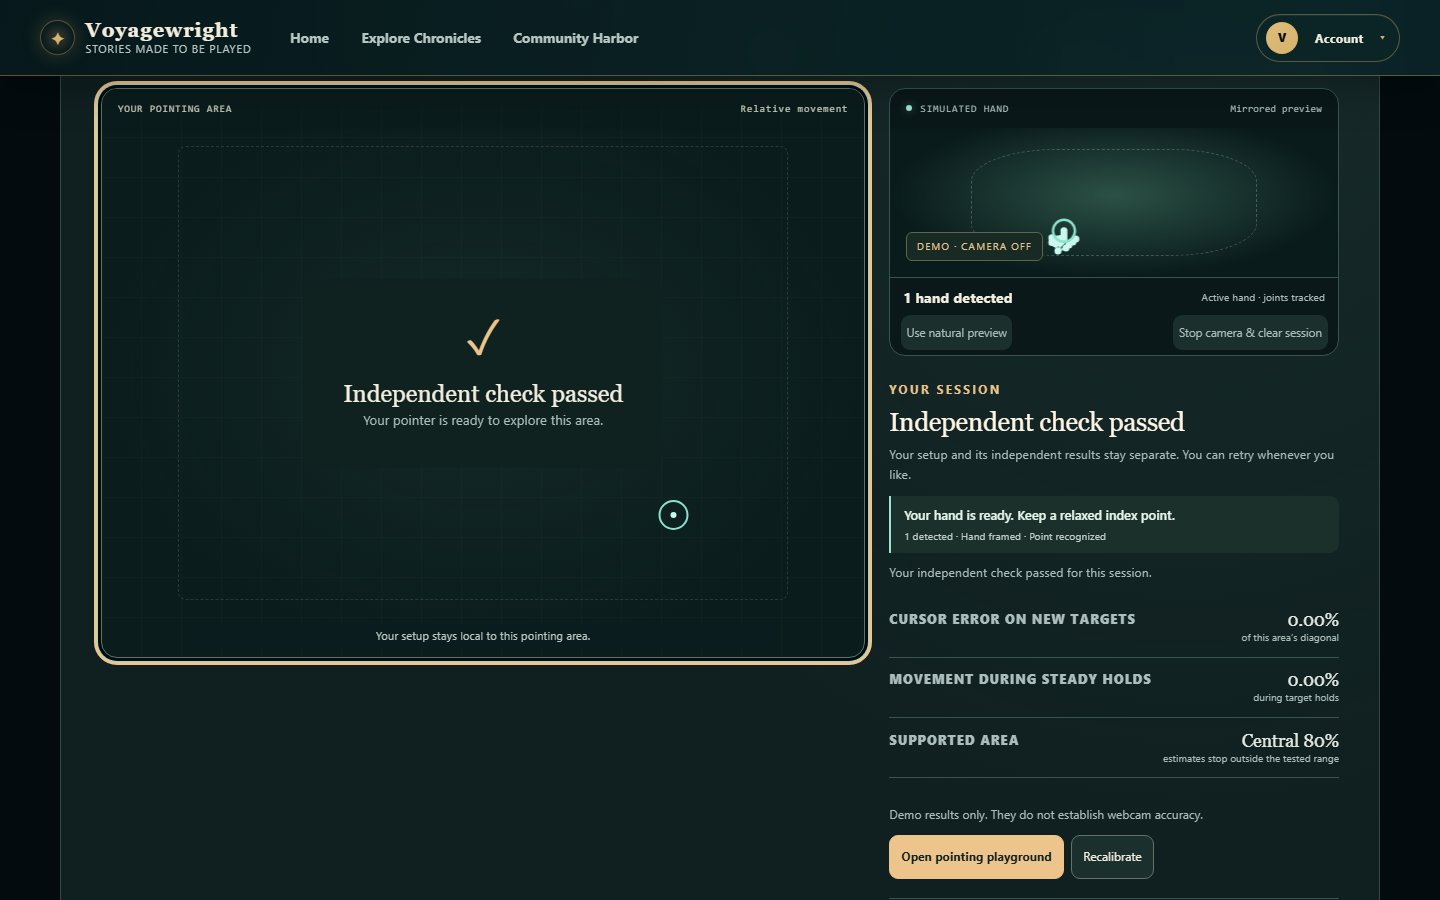 Voyagewright
STORIES MADE TO BE PLAYED
Home
Explore Chronicles
Community Harbor
V
Account
YOUR POINTING AREA
Relative movement
Independent check passed
Your pointer is ready to explore this area.
Your setup stays local to this pointing area.
SIMULATED HAND
Mirrored preview
DEMO · CAMERA OFF
1 hand detected
Active hand · joints tracked
Use natural preview
Stop camera & clear session
YOUR SESSION
Independent check passed
Your setup and its independent results stay separate. You can retry whenever you
like.
Your hand is ready. Keep a relaxed index point.
1 detected · Hand framed · Point recognized
Your independent check passed for this session.
CURSOR ERROR ON NEW TARGETS
0.00%
of this area's diagonal
MOVEMENT DURING STEADY HOLDS
0.00%
during target holds
SUPPORTED AREA
Central 80%
estimates stop outside the tested range
Demo results only. They do not establish webcam accuracy.
Open pointing playground
Recalibrate